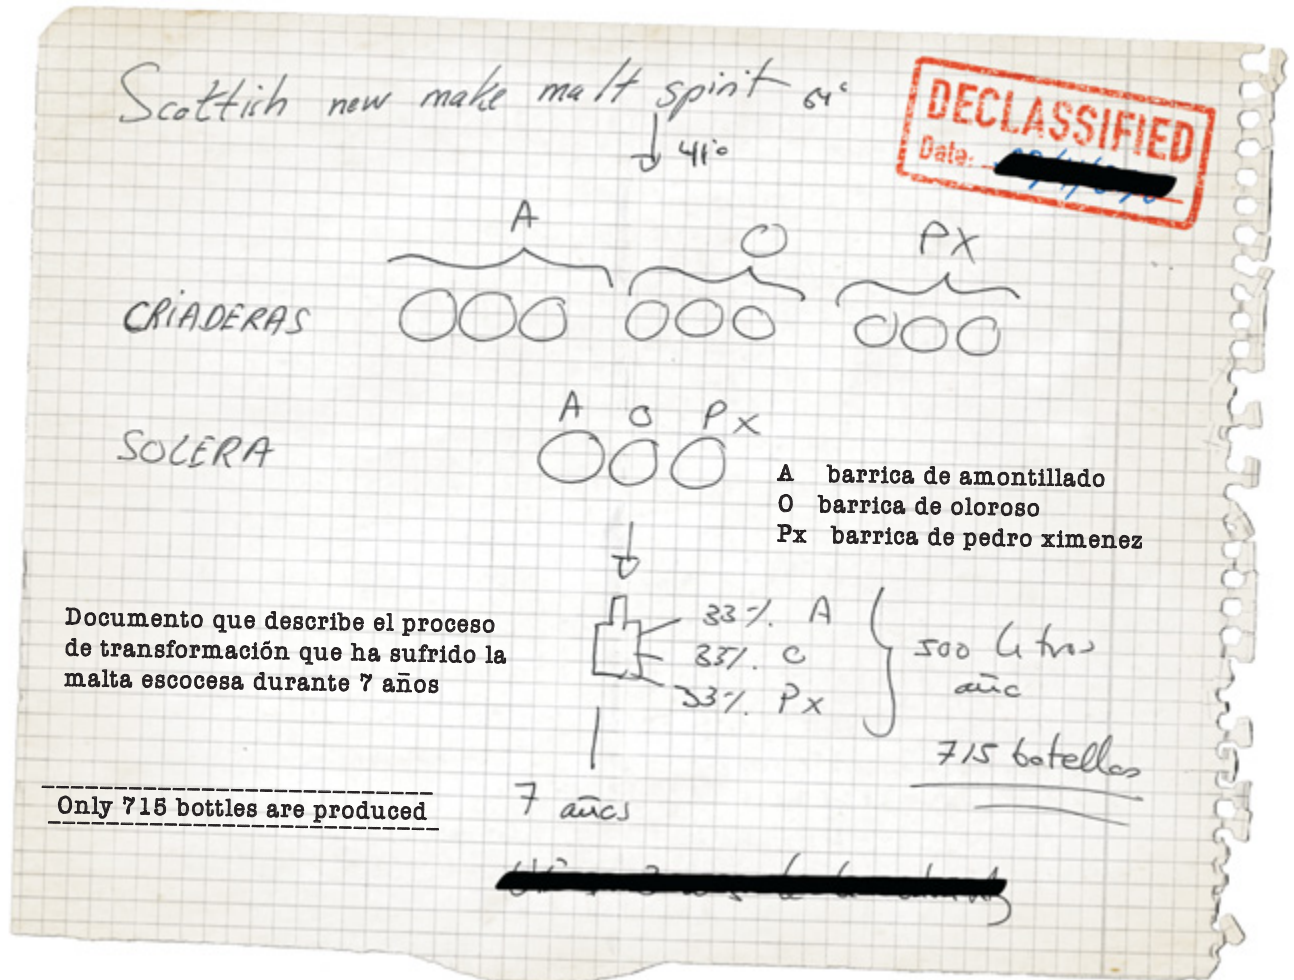 Scottich new make malt spirit 64°
41°
DECLASSIFIED
Date:
A O PX
CRIADERAS
A O Px
SOLERA
A barrica de amontillado
O barrica de oloroso
Px barrica de pedro ximenez
Documento que describe el proceso
de transformación que ha sufrido la
malta escocesa durante 7 años
33%. A
33%. O
33%. Px
500 litros
año
715 botellas
Only 715 bottles are produced
7 años